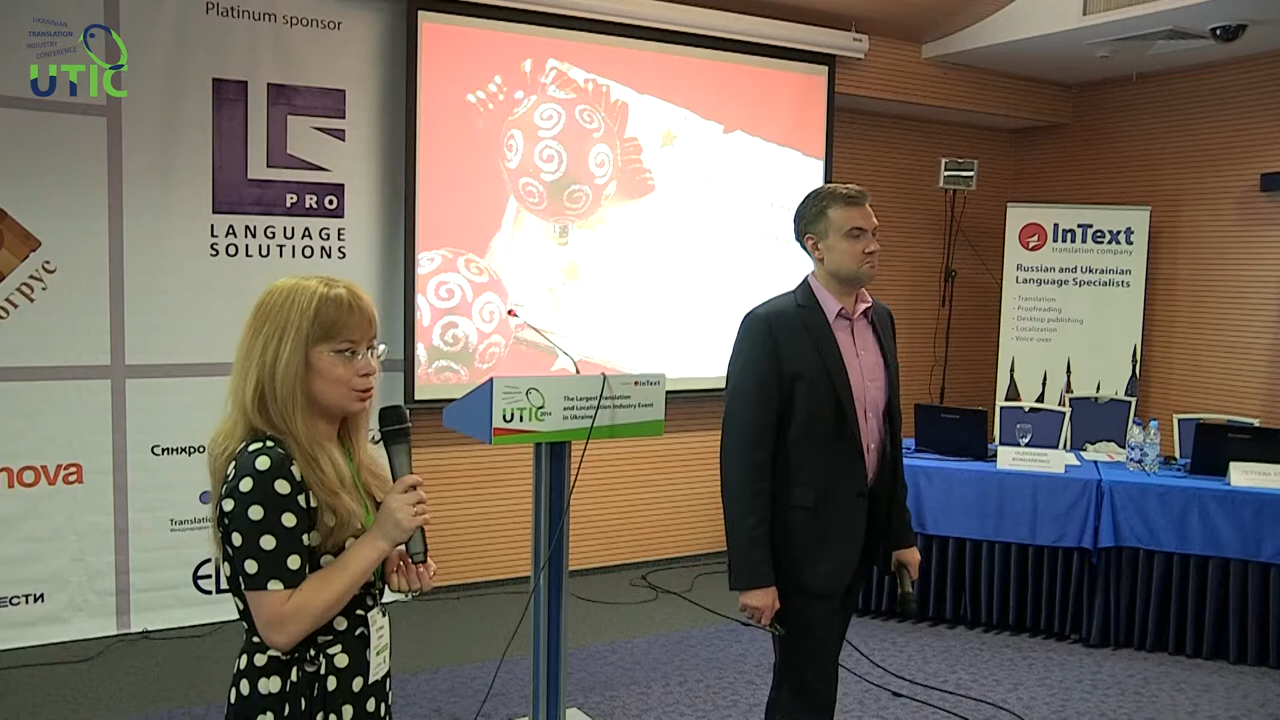 UKRAINIAN
TRANSLATION
INDUSTRY
CONFERENCE
UTIC
Platinum sponsor
PRO
LANGUAGE
SOLUTIONS
nova
Синхро
Translation
ЕСТИ
InText
UTIC 2014
The Largest Translation
and Localization Industry Event
in Ukraine
InText
translation company
Russian and Ukrainian
Language Specialists
- Translation
- Proofreading
- Desktop publishing
- Localization
- Voice-over
OLEKSANDR
BONDARENKO
TETYANA